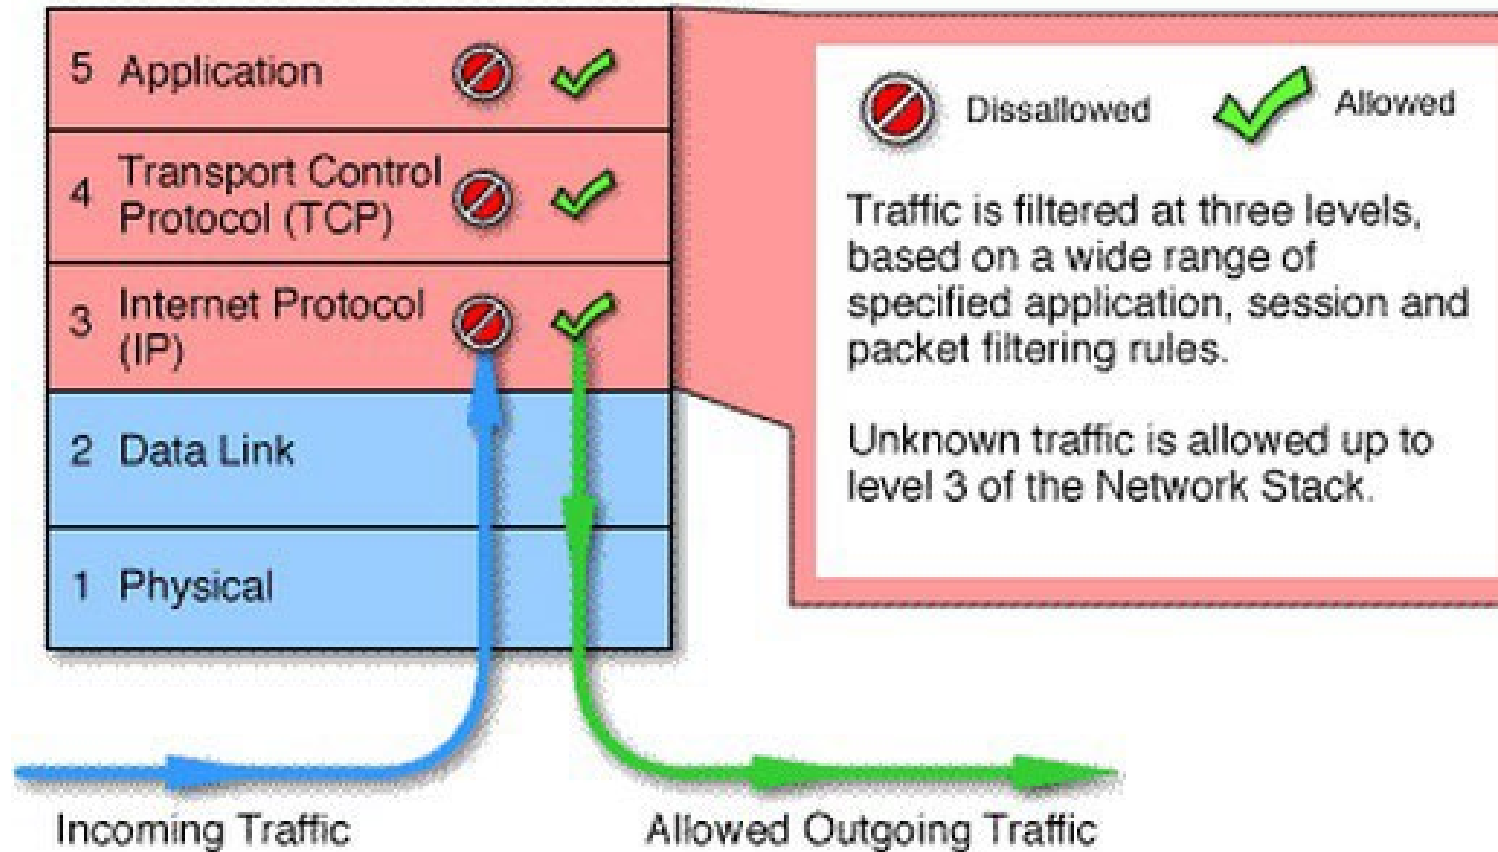 5 Application
4 Transport Control
Protocol (TCP)
3 Internet Protocol
(IP)
2 Data Link
1 Physical
Incoming Traffic
Allowed Outgoing Traffic
Dissallowed
Allowed
Traffic is filtered at three levels,
based on a wide range of
specified application, session and
packet filtering rules.
Unknown traffic is allowed up to
level 3 of the Network Stack.